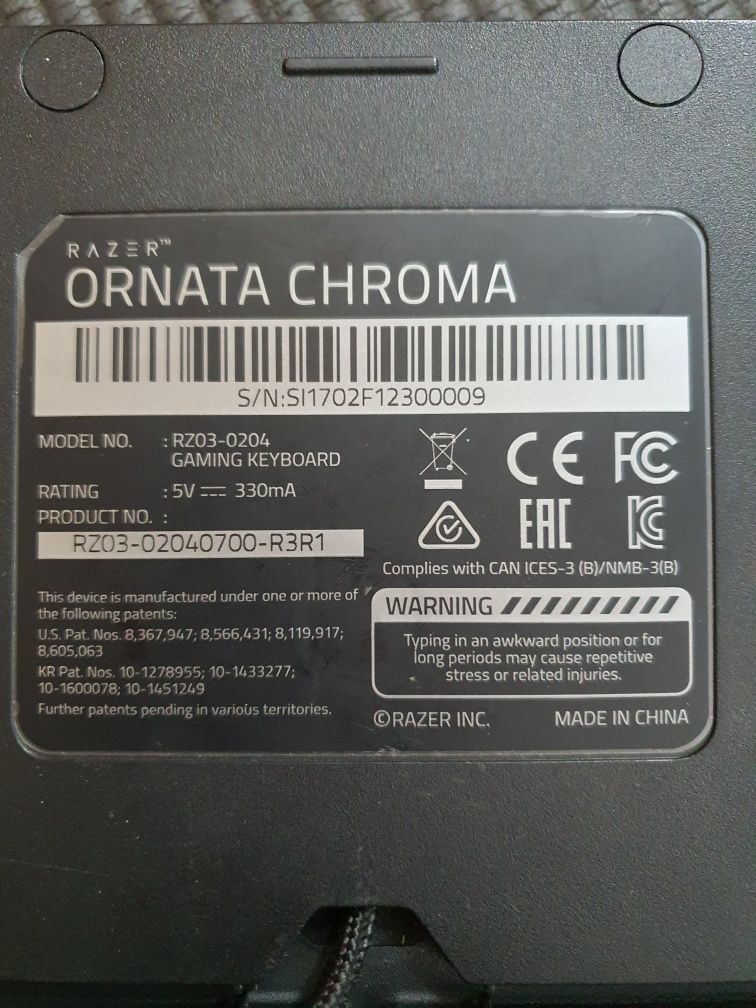 RAZER™
ORNATA CHROMA
S/N:SI1702F12300009
MODEL NO. : RZ03-0204
GAMING KEYBOARD
RATING : 5V ⎓ 330mA
PRODUCT NO. :
RZ03-02040700-R3R1
CE FC
EAC KC
Complies with CAN ICES-3 (B)/NMB-3(B)
This device is manufactured under one or more of
the following patents:
U.S. Pat. Nos. 8,367,947; 8,566,431; 8,119,917;
8,605,063
KR Pat. Nos. 10-1278955; 10-1433277;
10-1600078; 10-1451249
Further patents pending in various territories.
WARNING
Typing in an awkward position or for
long periods may cause repetitive
stress or related injuries.
©RAZER INC. MADE IN CHINA